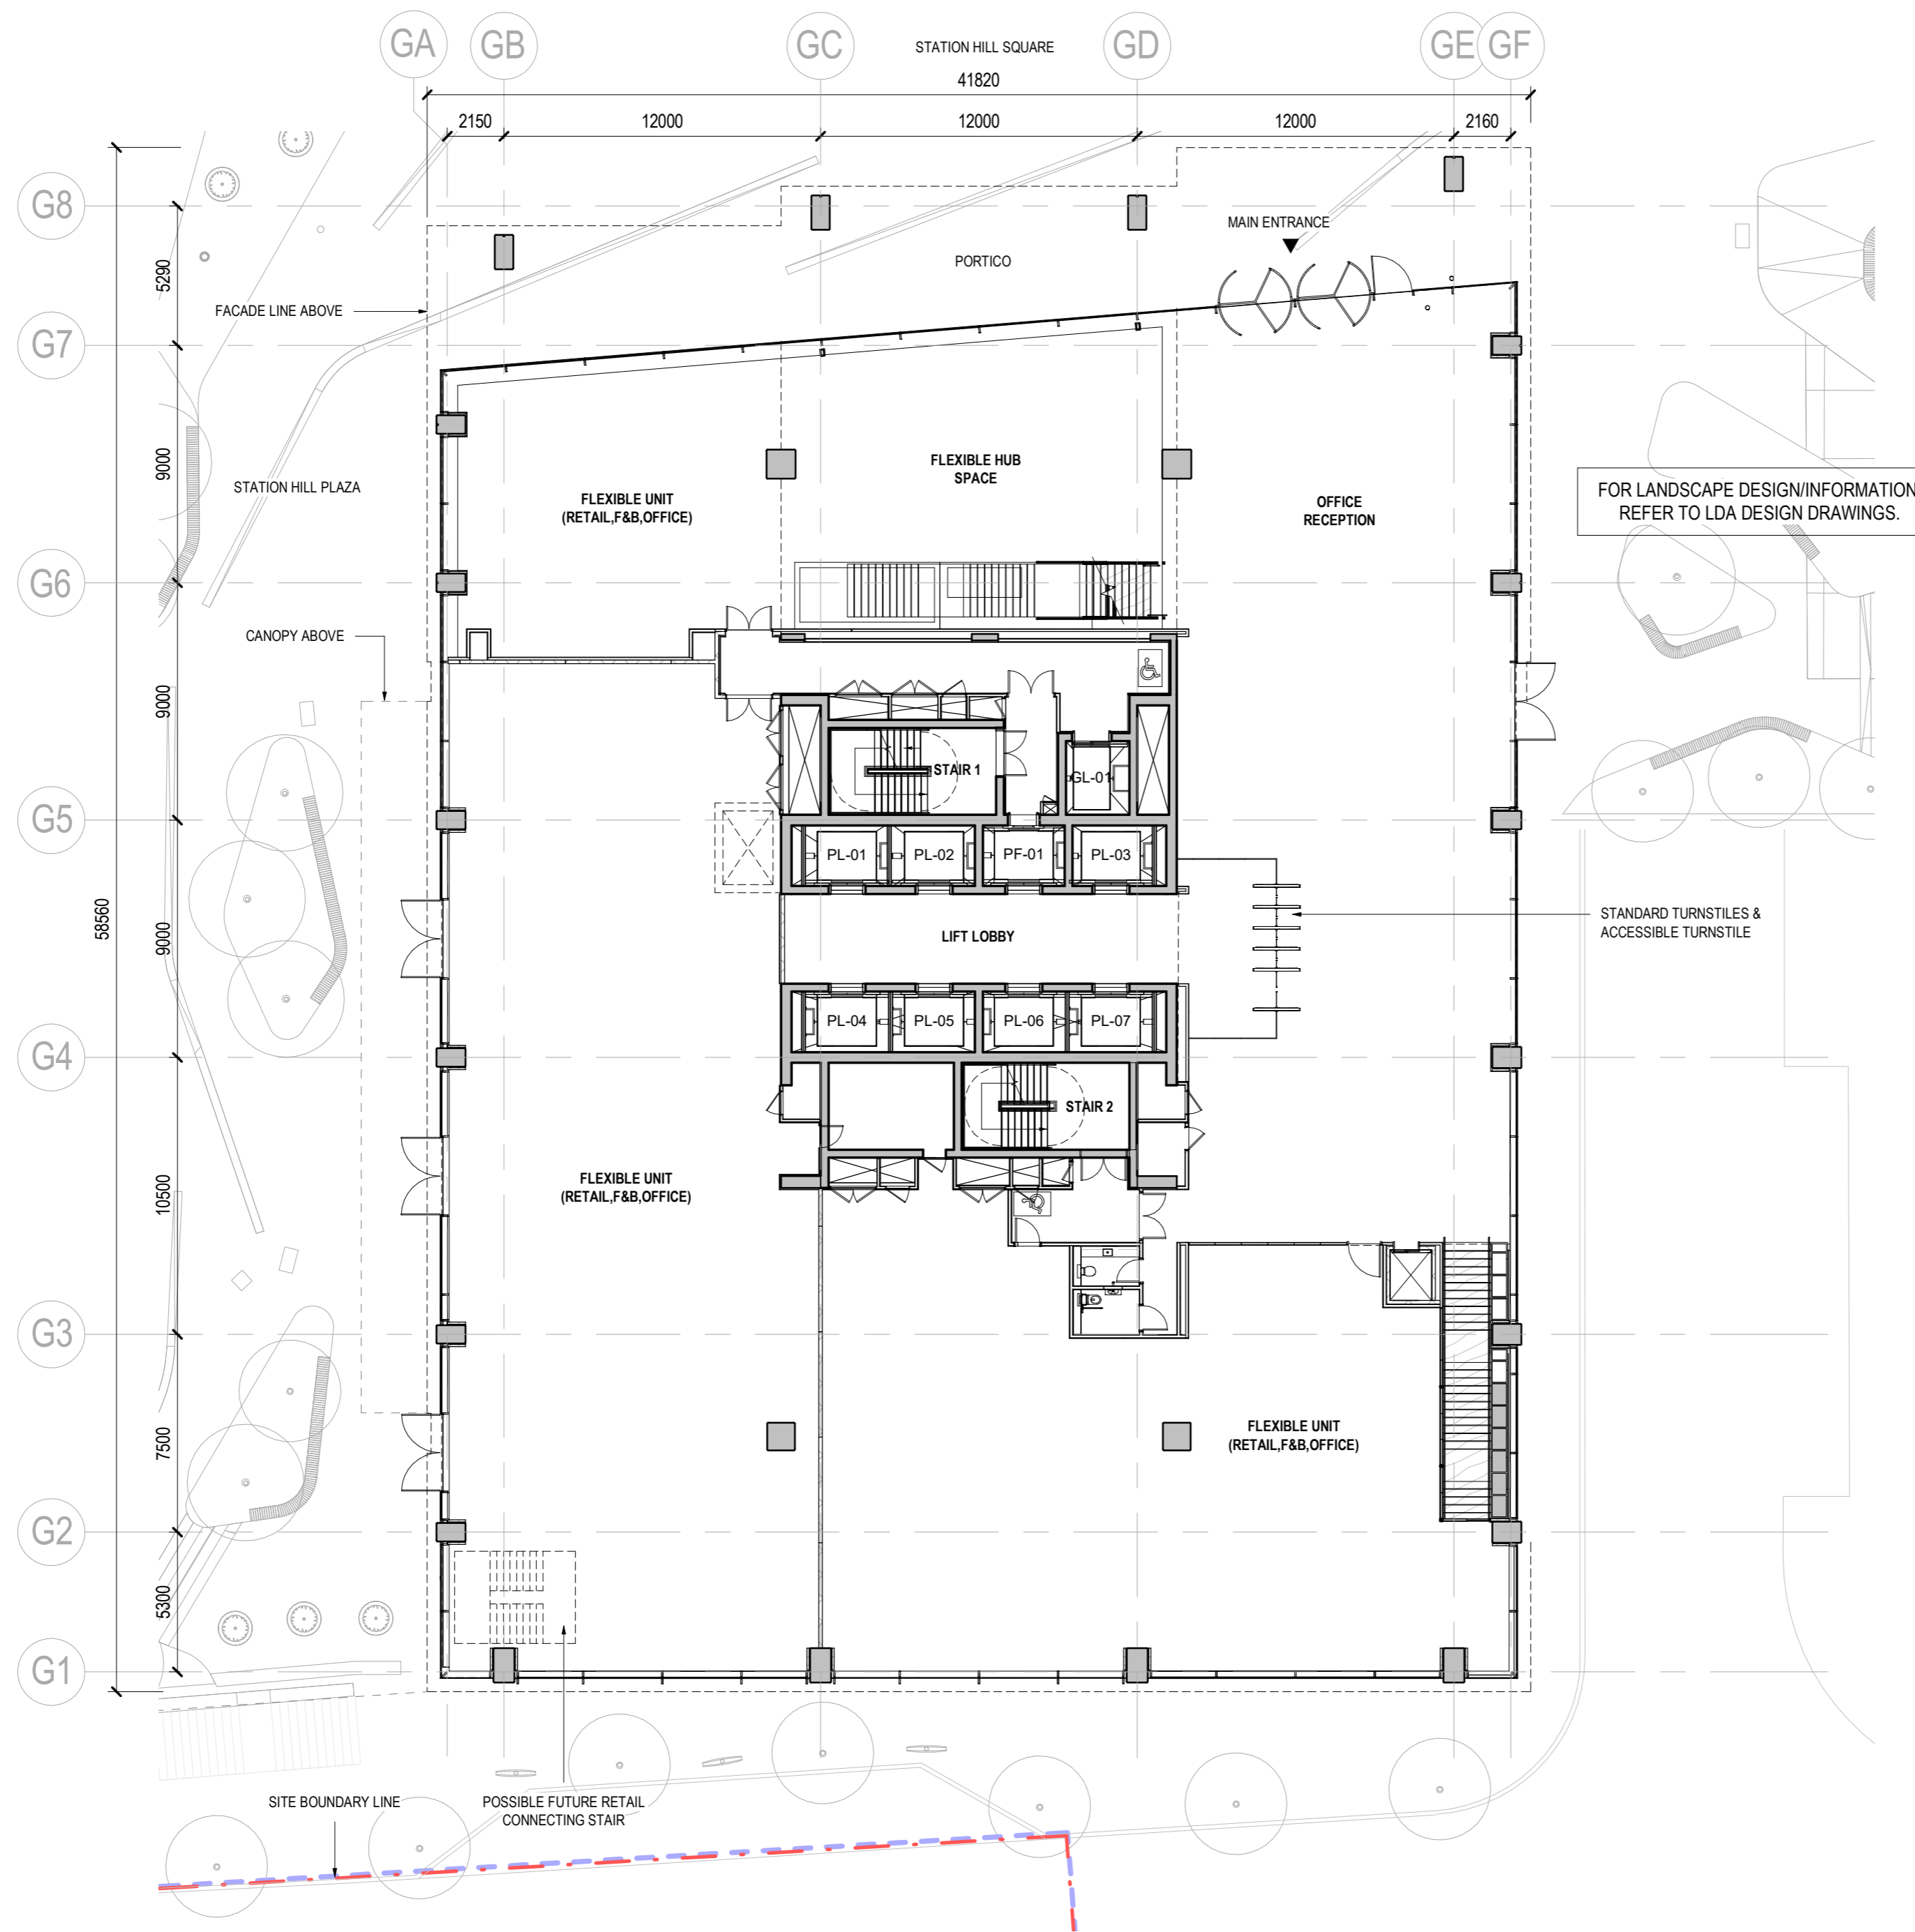 GA
GB
GC
STATION HILL SQUARE
GD
GE
GF
41820
2150
12000
12000
12000
2160
G8
MAIN ENTRANCE
PORTICO
5290
FACADE LINE ABOVE
G7
9000
STATION HILL PLAZA
FLEXIBLE UNIT
(RETAIL,F&B,OFFICE)
FLEXIBLE HUB
SPACE
OFFICE
RECEPTION
FOR LANDSCAPE DESIGN/INFORMATION
REFER TO LDA DESIGN DRAWINGS.
G6
CANOPY ABOVE
9000
STAIR 1
GL-01
G5
PL-01
PL-02
PF-01
PL-03
58560
9000
LIFT LOBBY
STANDARD TURNSTILES &
ACCESSIBLE TURNSTILE
PL-04
PL-05
PL-06
PL-07
G4
STAIR 2
10500
FLEXIBLE UNIT
(RETAIL,F&B,OFFICE)
G3
7500
FLEXIBLE UNIT
(RETAIL,F&B,OFFICE)
G2
5300
G1
SITE BOUNDARY LINE
POSSIBLE FUTURE RETAIL
CONNECTING STAIR